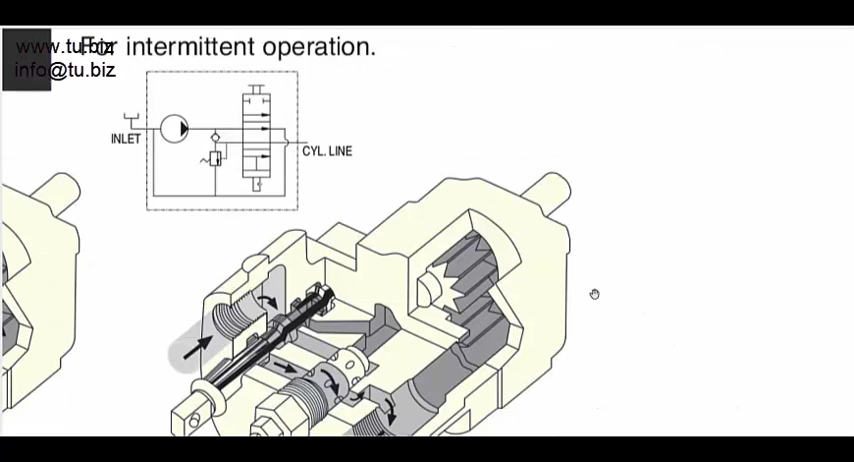 www.tu.biz
For intermittent operation.
info@tu.biz
INLET
CYL. LINE